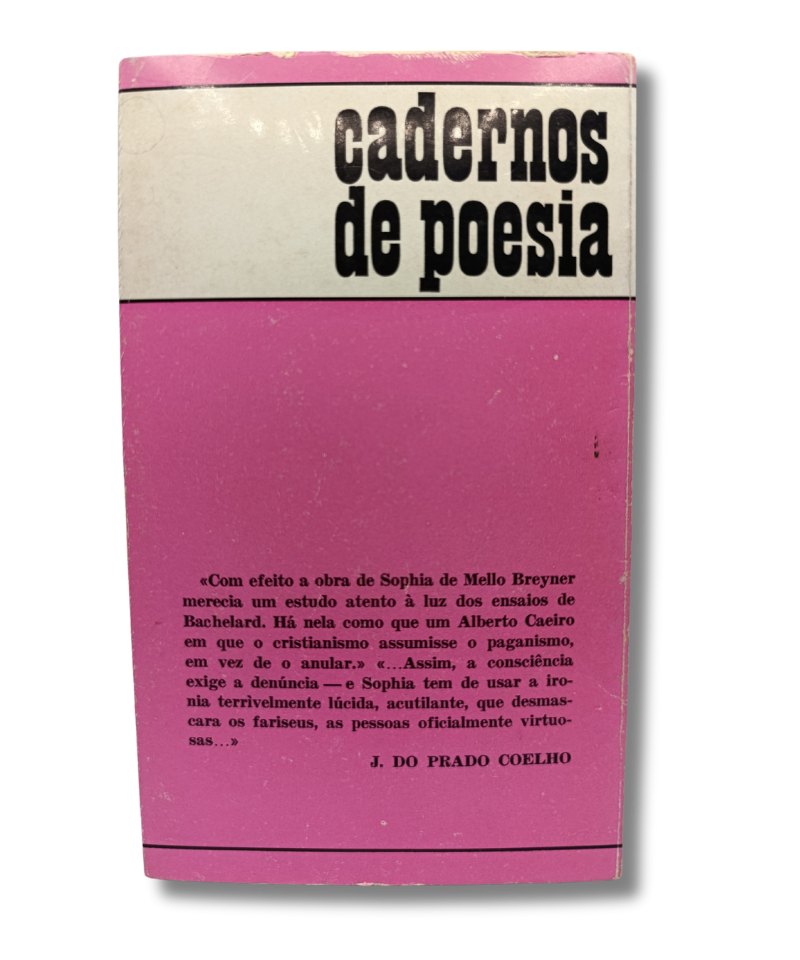 cadernos
de poesia
«Com efeito a obra de Sophia de Mello Breyner
merecia um estudo atento à luz dos ensaios de
Bachelard. Há nela como que um Alberto Caeiro
em que o cristianismo assumisse o paganismo,
em vez de o anular.» «...Assim, a consciência
exige a denúncia — e Sophia tem de usar a iro-
nia terrìvelmente lúcida, acutilante, que desmas-
cara os fariseus, as pessoas oficialmente virtuo-
sas...»
J. DO PRADO COELHO